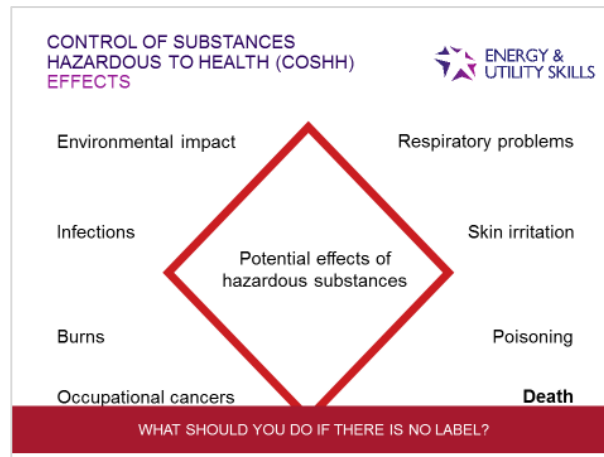 CONTROL OF SUBSTANCES
HAZARDOUS TO HEALTH (COSHH)
EFFECTS
ENERGY &
UTILITY SKILLS
Environmental impact
Respiratory problems
Infections
Skin irritation
Potential effects of
hazardous substances
Burns
Poisoning
Occupational cancers
Death
WHAT SHOULD YOU DO IF THERE IS NO LABEL?